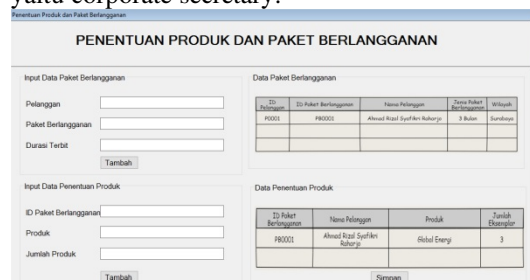 yaitu corporate secretary.
Penentuan Produk dan Paket Berlangganan
PENENTUAN PRODUK DAN PAKET BERLANGGANAN
Input Data Paket Berlangganan
Pelanggan
Paket Berlangganan
Durasi Terbit
Tambah
Data Paket Berlangganan
ID Pelanggan ID Paket Berlangganan Nama Pelanggan Jenis Paket Berlangganan Wilayah
P0001 PB0001 Ahmad Rizal Syafikri Raharjo 3 Bulan Surabaya
Input Data Penentuan Produk
ID Paket Berlangganan
Produk
Jumlah Produk
Tambah
Data Penentuan Produk
ID Paket Berlangganan Nama Pelanggan Produk Jumlah Eksemplar
PB0001 Ahmad Rizal Syafikri Raharjo Global Energi 3
Simpan